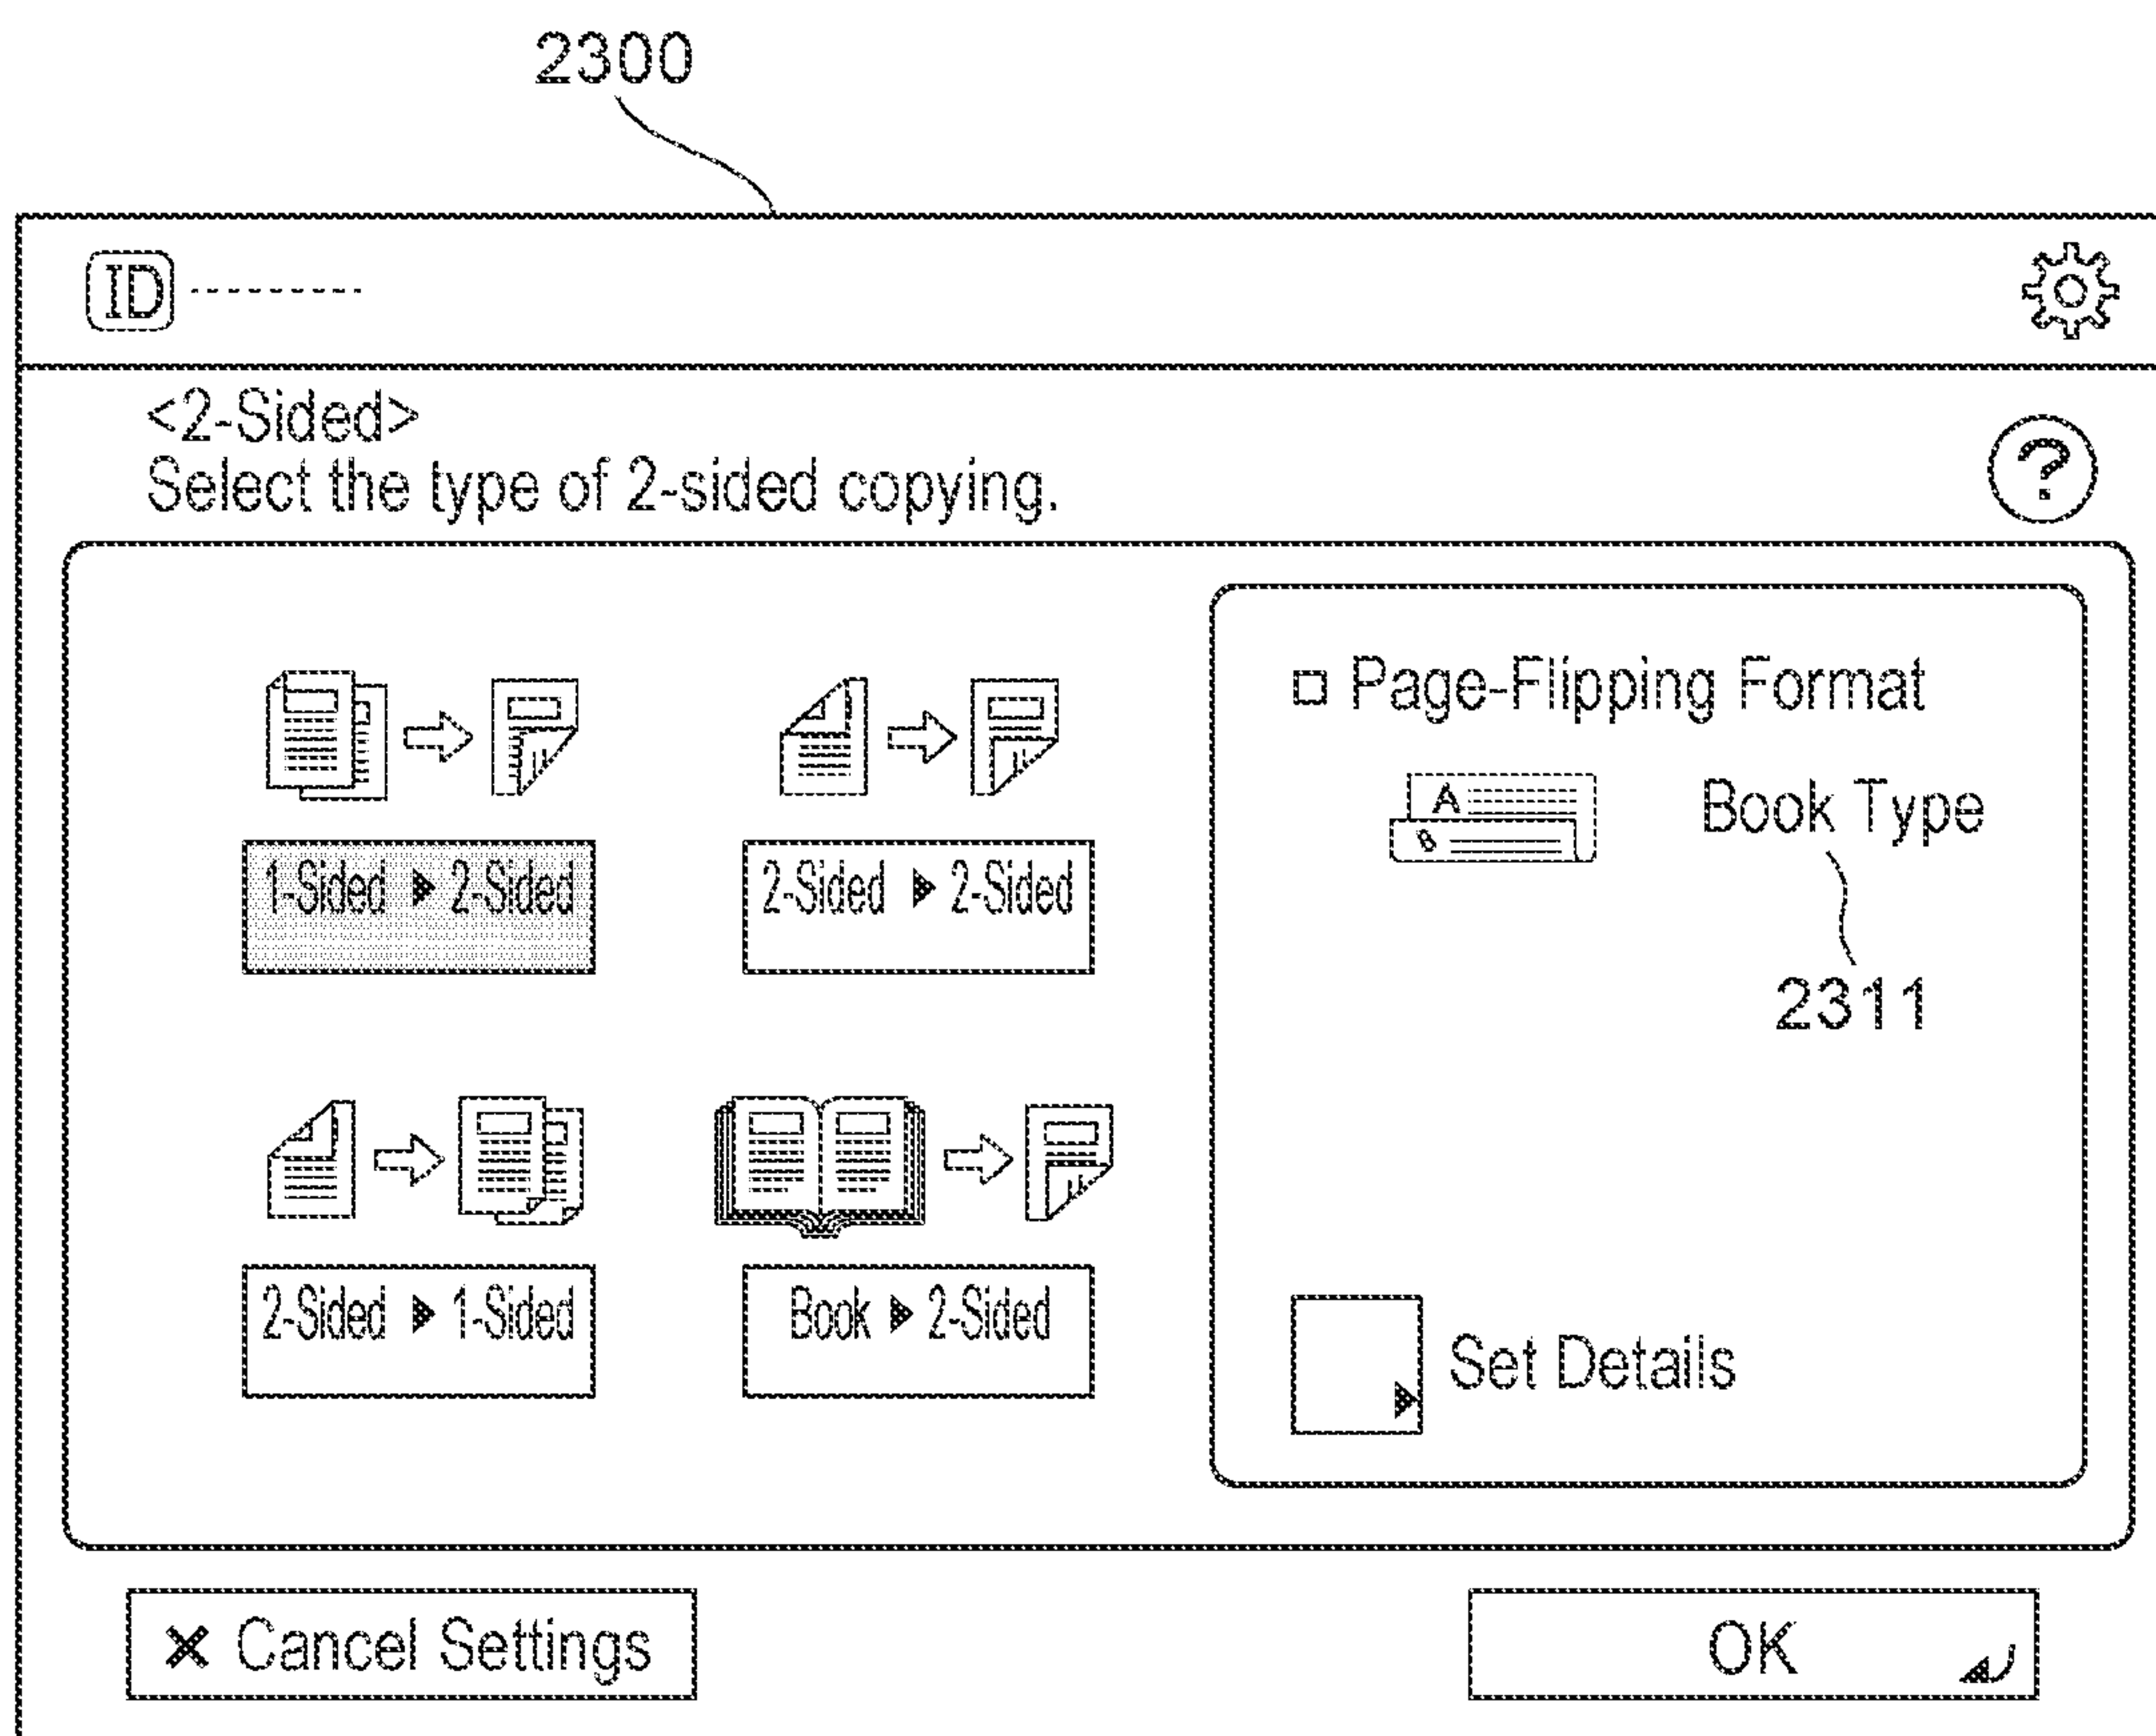 2300
ID ---------
<2-Sided>
Select the type of 2-sided copying.
?
1-Sided ▶ 2-Sided
2-Sided ▶ 2-Sided
2-Sided ▶ 1-Sided
Book ▶ 2-Sided
□ Page-Flipping Format
A
B
Book Type
2311
Set Details
× Cancel Settings
OK